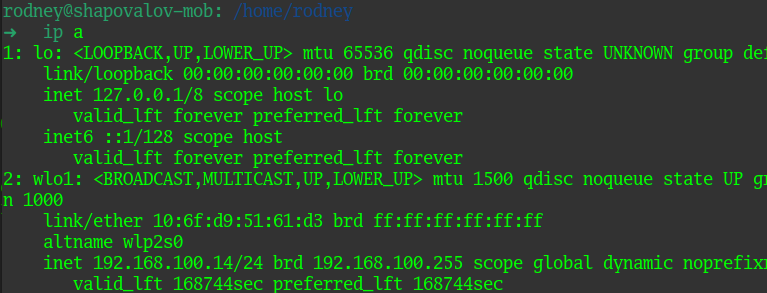 rodney@shapovalov-mob: /home/rodney
➜ ip a
1: lo: <LOOPBACK,UP,LOWER_UP> mtu 65536 qdisc noqueue state UNKNOWN group def
link/loopback 00:00:00:00:00:00 brd 00:00:00:00:00:00
inet 127.0.0.1/8 scope host lo
valid_lft forever preferred_lft forever
inet6 ::1/128 scope host
valid_lft forever preferred_lft forever
2: wlo1: <BROADCAST,MULTICAST,UP,LOWER_UP> mtu 1500 qdisc noqueue state UP gr
n 1000
link/ether 10:6f:d9:51:61:d3 brd ff:ff:ff:ff:ff:ff
altname wlp2s0
inet 192.168.100.14/24 brd 192.168.100.255 scope global dynamic noprefixr
valid_lft 168744sec preferred_lft 168744sec